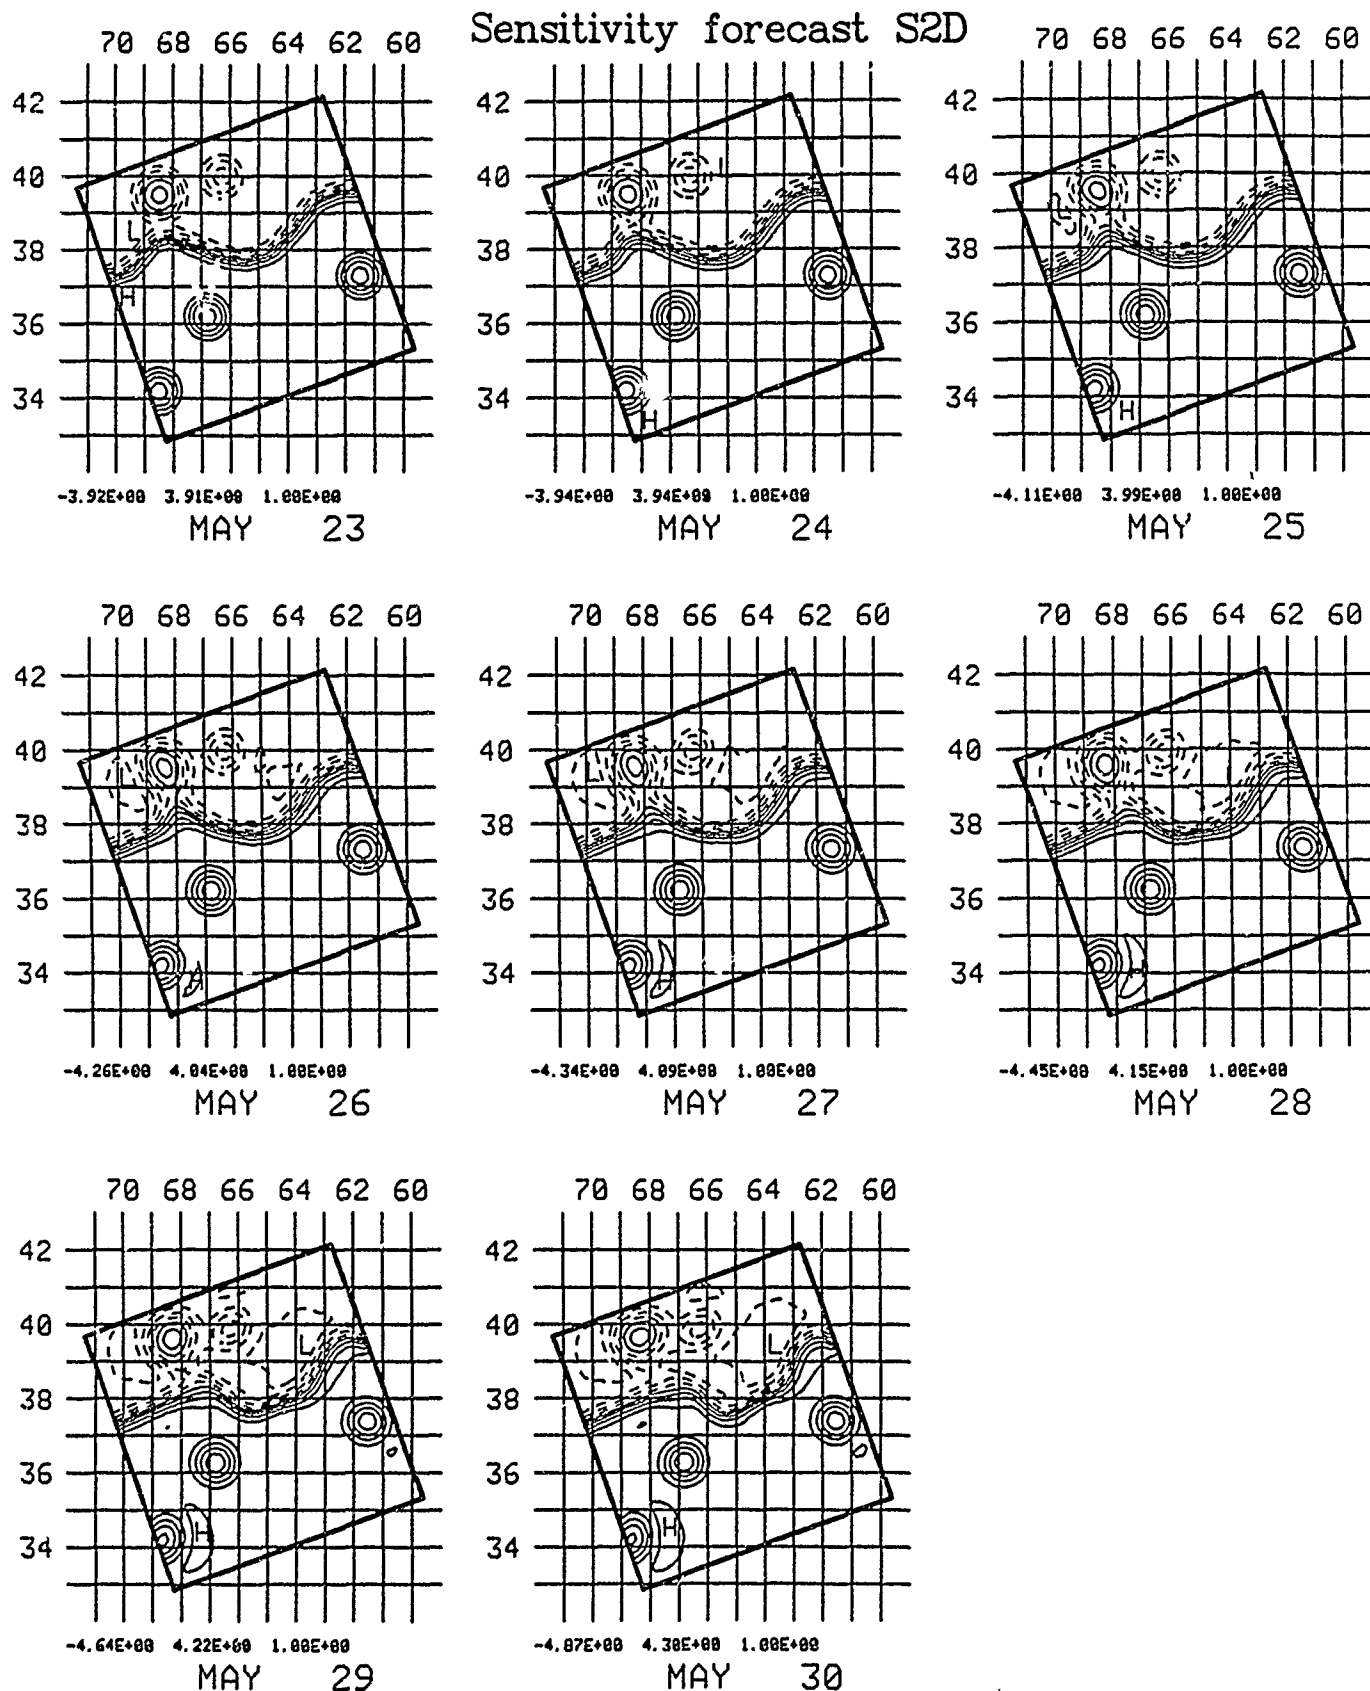 Sensitivity forecast S2D
70 68 66 64 62 60
42
40
38
36
34
L
H
-3.92E+00 3.91E+00 1.00E+00
MAY 23
42
40
38
36
34
H
-3.94E+00 3.94E+00 1.00E+00
MAY 24
70 68 66 64 62 60
42
40
38
36
34
H
-4.11E+00 3.99E+00 1.00E+00
MAY 25
70 68 66 64 62 60
42
40
38
36
34
L
H
-4.26E+00 4.04E+00 1.00E+00
MAY 26
70 68 66 64 62 60
42
40
38
36
34
L
H
-4.34E+00 4.09E+00 1.00E+00
MAY 27
70 68 66 64 62 60
42
40
38
36
34
H
-4.45E+00 4.15E+00 1.00E+00
MAY 28
70 68 66 64 62 60
42
40
38
36
34
L
H
-4.64E+00 4.22E+00 1.00E+00
MAY 29
70 68 66 64 62 60
42
40
38
36
34
L
H
-4.87E+00 4.30E+00 1.00E+00
MAY 30